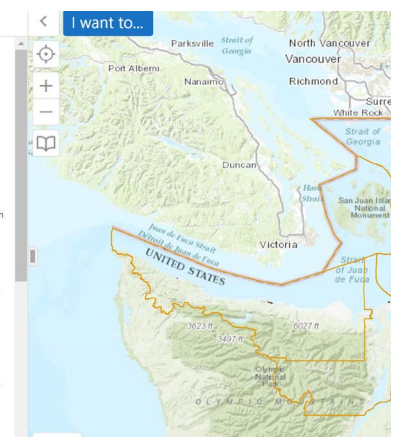 I want to...
Parksville
Strait of
Georgia
North Vancouver
Vancouver
Port Alberni
Nanaimo
Richmond
Surre
White Rock
Strait of
Georgia
Duncan
Haro
Strait
San Juan Islan
National
Monument
Juan de Fuca Strait
Détroit de Juan de Fuca
Victoria
UNITED STATES
Strait
of Juan
de Fuca
3623 ft
6027 ft
3497 ft
Olympic
National
Park
OLYMPIC MOUNTAINS